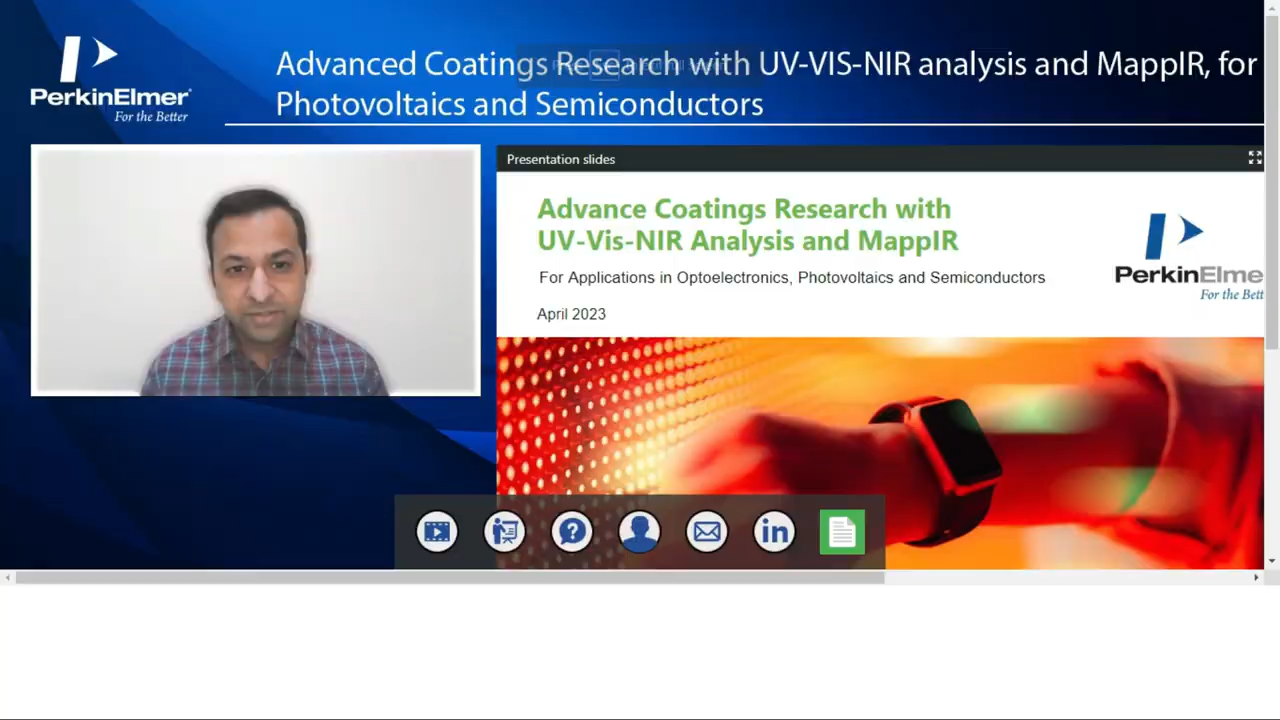 PerkinElmer
For the Better
Advanced Coatings Research with UV-VIS-NIR analysis and MappIR, for
Photovoltaics and Semiconductors
Presentation slides
Advance Coatings Research with
UV-Vis-NIR Analysis and MappIR
For Applications in Optoelectronics, Photovoltaics and Semiconductors
April 2023
PerkinElme
For the Bett
?
in